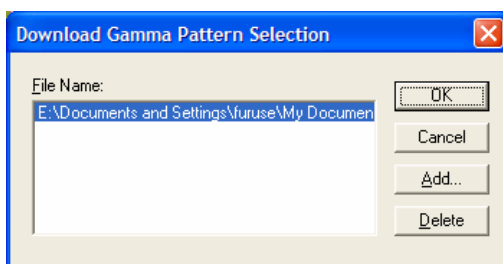 Download Gamma Pattern Selection
File Name:
E:\Documents and Settings\furuse\My Documen
OK
Cancel
Add...
Delete